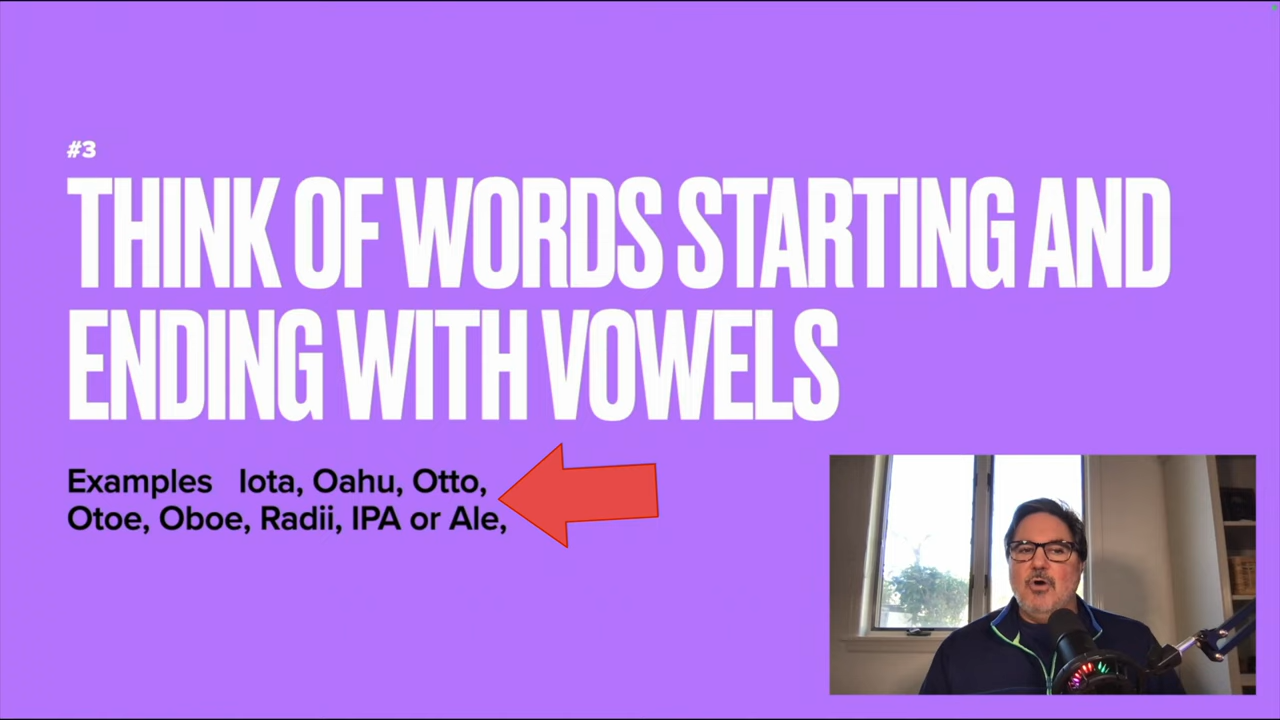 #3
THINK OF WORDS STARTING AND
ENDING WITH VOWELS
Examples Iota, Oahu, Otto,
Otoe, Oboe, Radii, IPA or Ale,